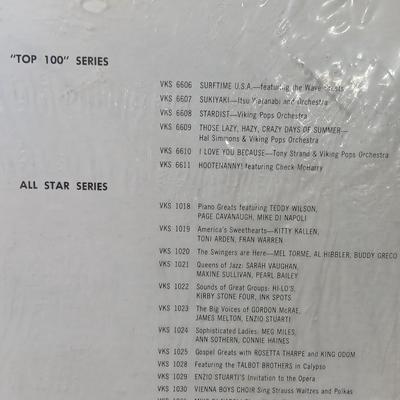 "TOP 100" SERIES
VKS 6606 SURFTIME U.S.A.—featuring the Wave Crests
VKS 6607 SUKIYAKI—Itsu Watanabi and Orchestra
VKS 6608 STARDIST—Viking Pops Orchestra
VKS 6609 THOSE LAZY, HAZY, CRAZY DAYS OF SUMMER—
Hal Simmons & Viking Pops Orchestra
VKS 6610 I LOVE YOU BECAUSE—Tony Strand & Viking Pops Orchestra
VKS 6611 HOOTENANNY! featuring Check McHarry
ALL STAR SERIES
VKS 1018 Piano Greats featuring TEDDY WILSON,
PAGE CAVANAUGH, MIKE DI NAPOLI
VKS 1019 America's Sweethearts—KITTY KALLEN,
TONI ARDEN, FRAN WARREN
VKS 1020 The Swingers are Here—MEL TORME, AL HIBBLER, BUDDY GRECO
VKS 1021 Queens of Jazz: SARAH VAUGHAN,
MAXINE SULLIVAN, PEARL BAILEY
VKS 1022 Sounds of Great Groups: HI-LO'S,
KIRBY STONE FOUR, INK SPOTS
VKS 1023 The Big Voices of GORDON McRAE,
JAMES MELTON, ENZIO STUARTI
VKS 1024 Sophisticated Ladies: MEG MILES,
ANN SOTHERN, CONNIE HAINES
VKS 1025 Gospel Greats with ROSETTA THARPE and KING ODOM
VKS 1028 Featuring the TALBOT BROTHERS in Calypso
VKS 1029 ENZIO STUARTI'S Invitation to the Opera
VKS 1030 VIENNA BOYS CHOIR Sing Strauss Waltzes and Polkas